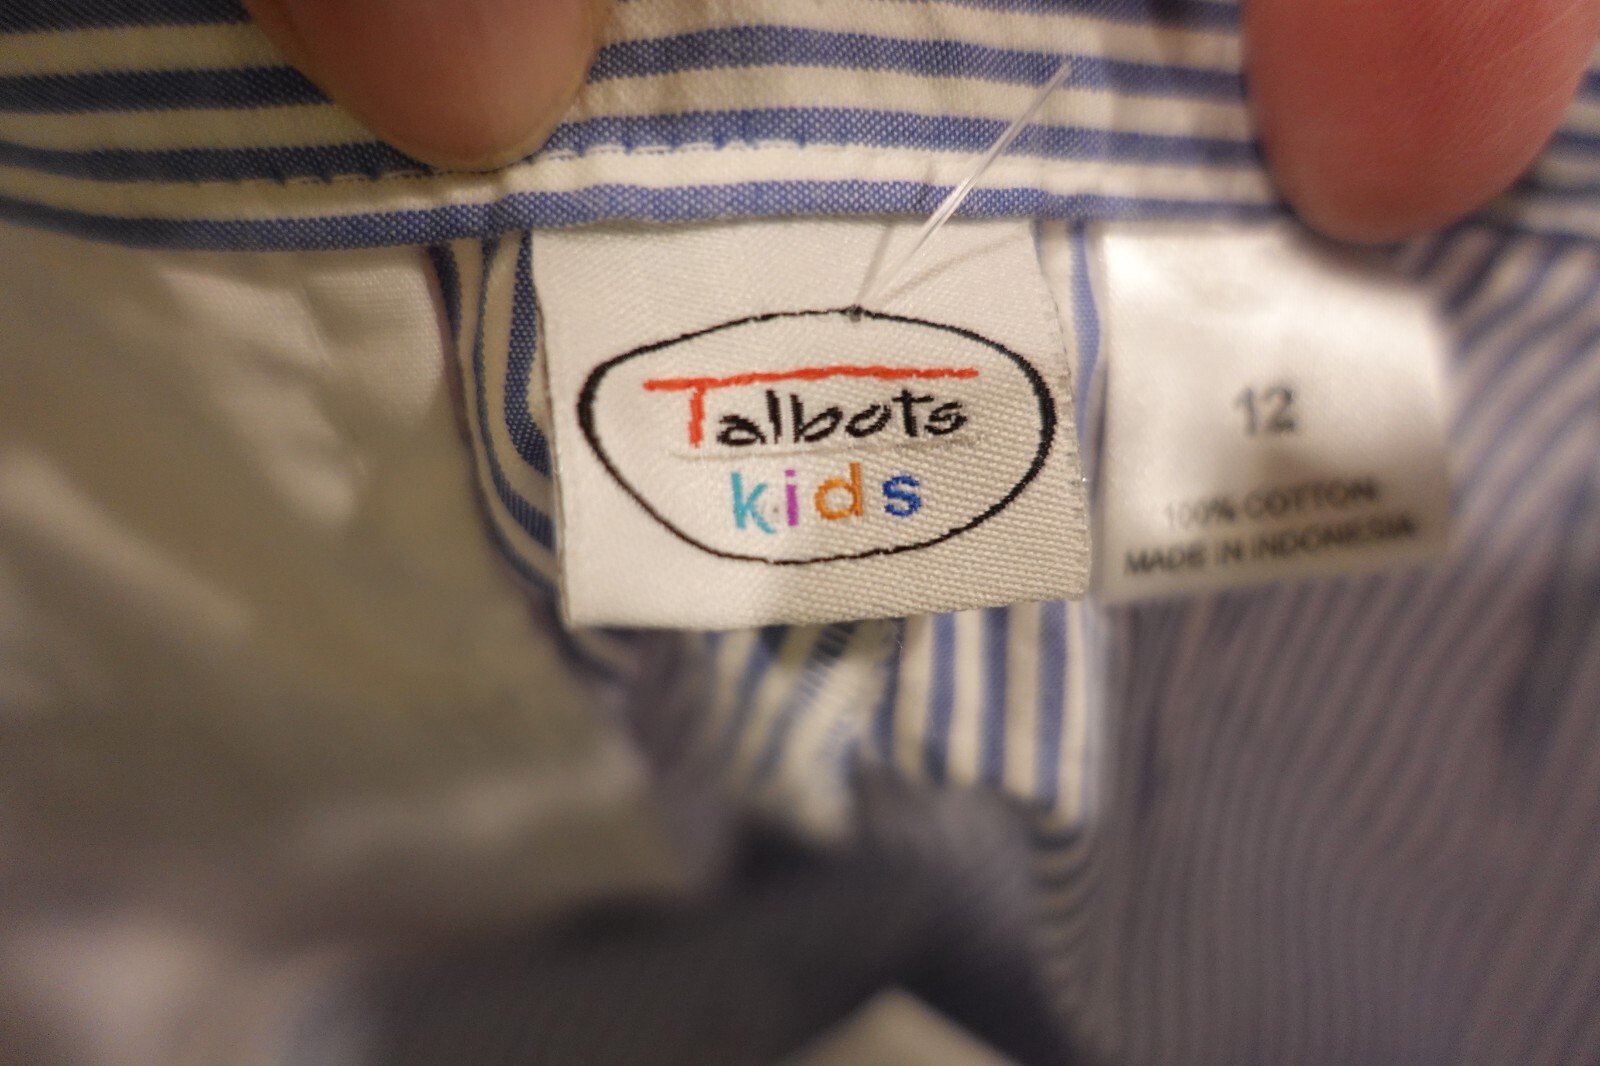 Talbots
kids
12
100% COTTON
MADE IN INDONESIA